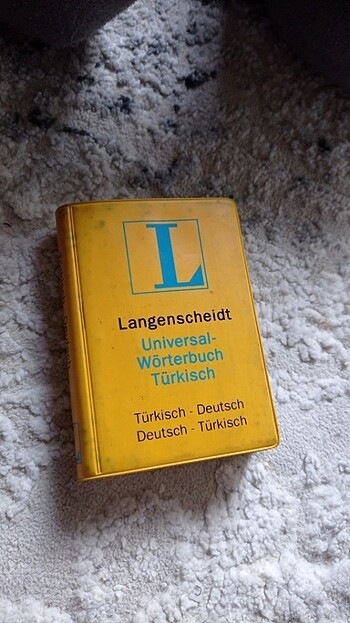 L
Langenscheidt
Universal-
Wörterbuch
Türkisch
Türkisch - Deutsch
Deutsch - Türkisch